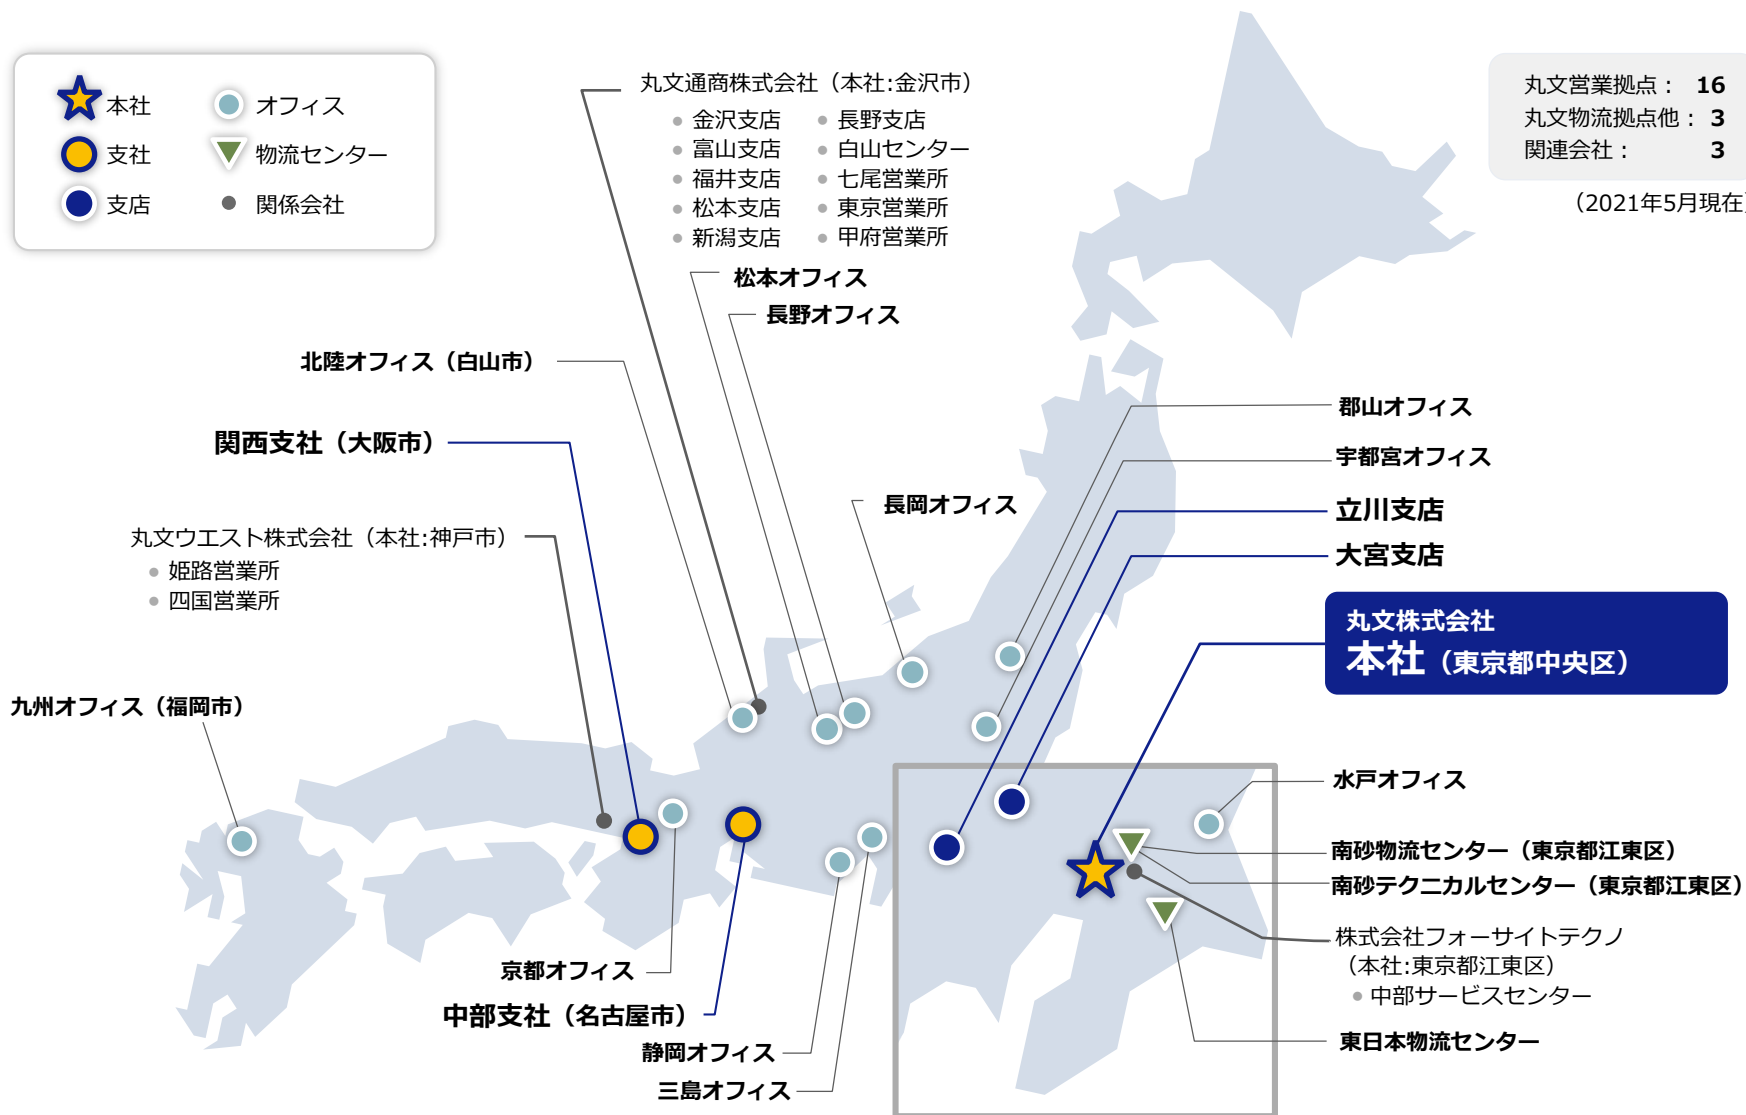 本社
オフィス
支社
物流センター
支店
関係会社
丸文通商株式会社（本社:金沢市）
金沢支店
長野支店
富山支店
白山センター
福井支店
七尾営業所
松本支店
東京営業所
新潟支店
甲府営業所
丸文営業拠点： 16
丸文物流拠点他：3
関連会社： 3
（2021年5月現在）
松本オフィス
長野オフィス
北陸オフィス（白山市）
関西支社（大阪市）
長岡オフィス
丸文ウエスト株式会社（本社:神戸市）
姫路営業所
四国営業所
九州オフィス（福岡市）
郡山オフィス
宇都宮オフィス
立川支店
大宮支店
丸文株式会社
本社（東京都中央区）
水戸オフィス
南砂物流センター（東京都江東区）
南砂テクニカルセンター（東京都江東区）
株式会社フォーサイトテクノ
（本社:東京都江東区）
中部サービスセンター
東日本物流センター
京都オフィス
中部支社（名古屋市）
静岡オフィス
三島オフィス